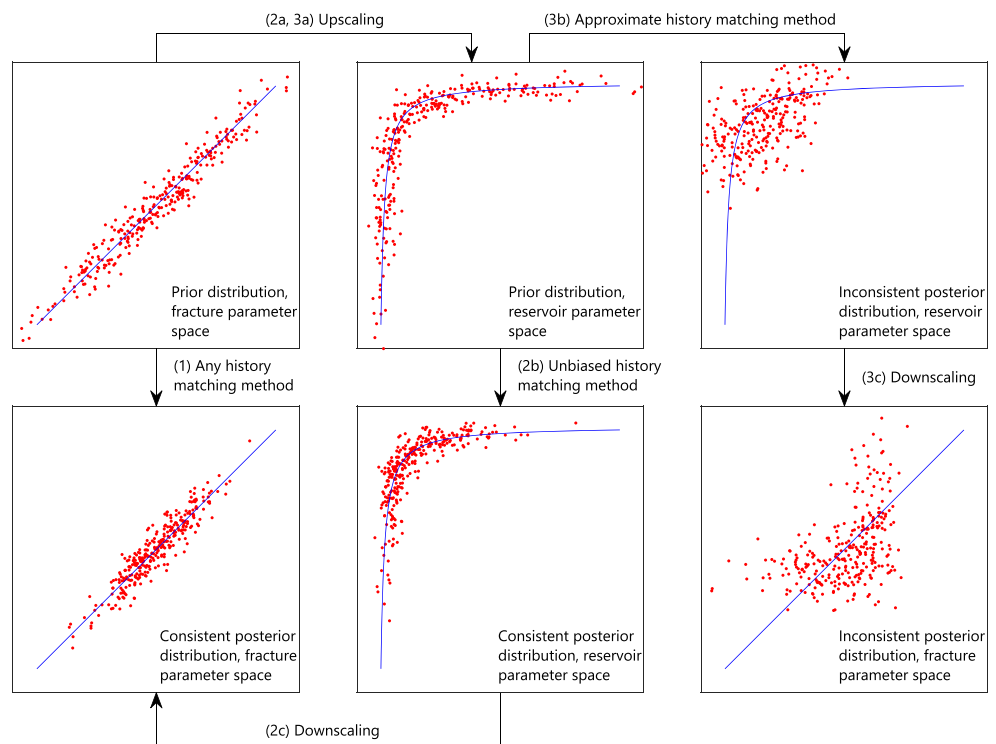 (2a, 3a) Upscaling
(3b) Approximate history matching method
Prior distribution,
fracture parameter
space
Prior distribution,
reservoir parameter
space
Inconsistent posterior
distribution, reservoir
parameter space
(1) Any history
matching method
(2b) Unbiased history
matching method
(3c) Downscaling
Consistent posterior
distribution, fracture
parameter space
Consistent posterior
distribution, reservoir
parameter space
Inconsistent posterior
distribution, fracture
parameter space
(2c) Downscaling